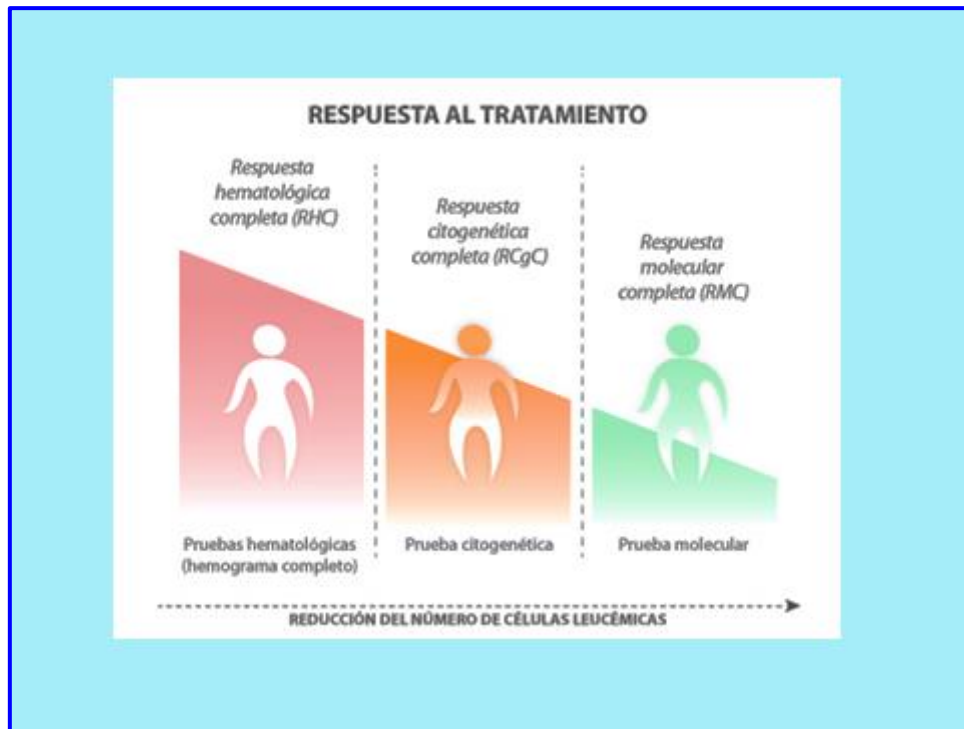 RESPUESTA AL TRATAMIENTO
Respuesta
hematológica
completa (RHC)
Respuesta
citogenética
completa (RCgC)
Respuesta
molecular
completa (RMC)
Pruebas hematológicas
(hemograma completo)
Prueba citogenética
Prueba molecular
REDUCCIÓN DEL NÚMERO DE CÉLULAS LEUCÉMICAS